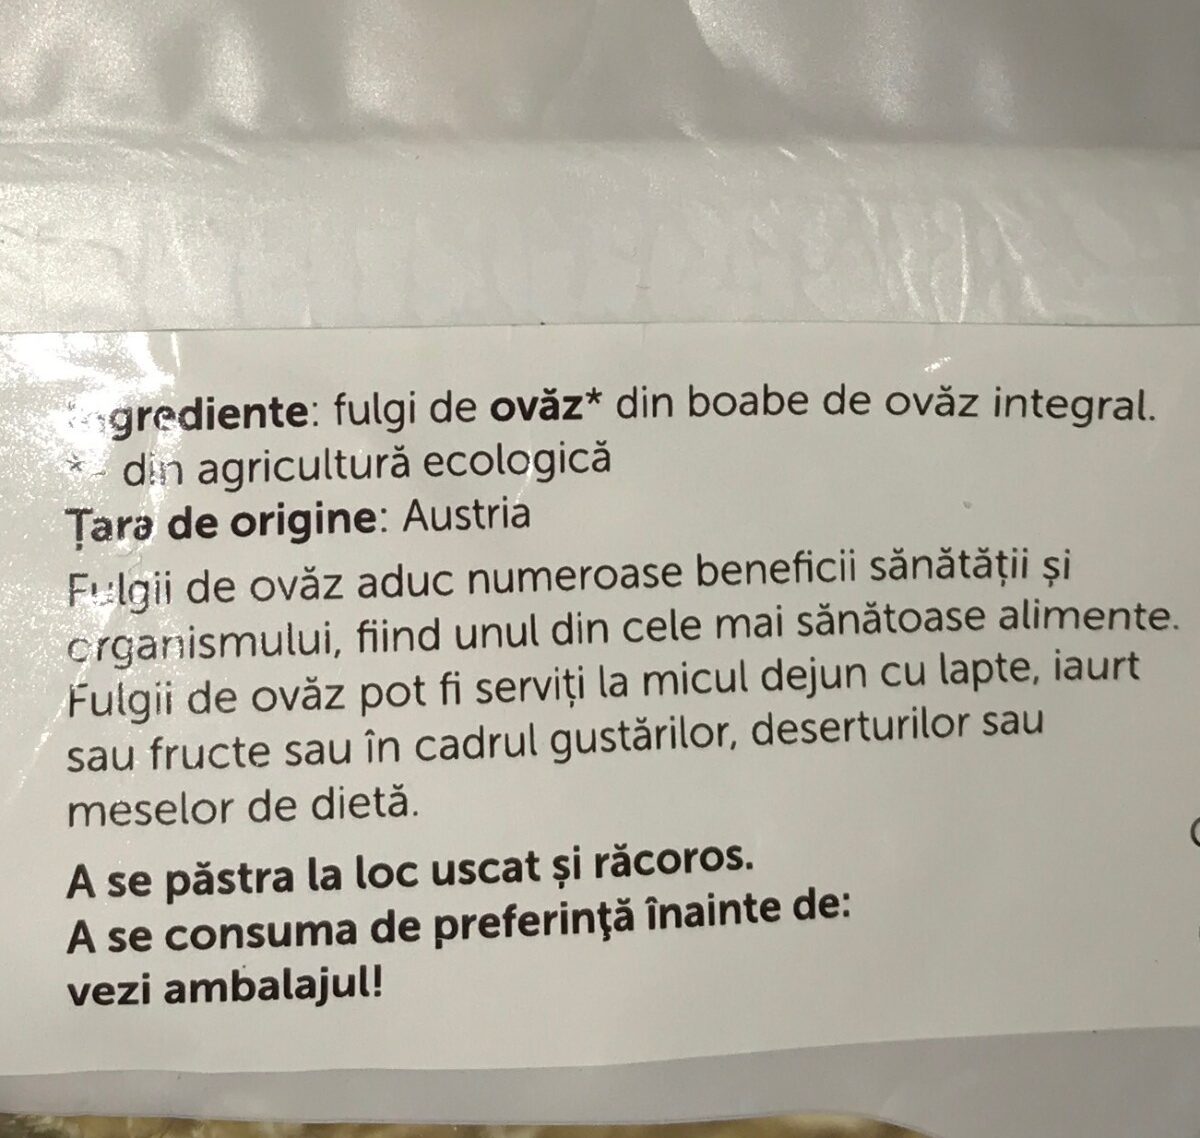 Ingrediente: fulgi de ovăz* din boabe de ovăz integral.
* - din agricultură ecologică
Țara de origine: Austria
Fulgii de ovăz aduc numeroase beneficii sănătății și
organismului, fiind unul din cele mai sănătoase alimente.
Fulgii de ovăz pot fi serviți la micul dejun cu lapte, iaurt
sau fructe sau în cadrul gustărilor, deserturilor sau
meselor de dietă.
A se păstra la loc uscat și răcoros.
A se consuma de preferinţă înainte de:
vezi ambalajul!